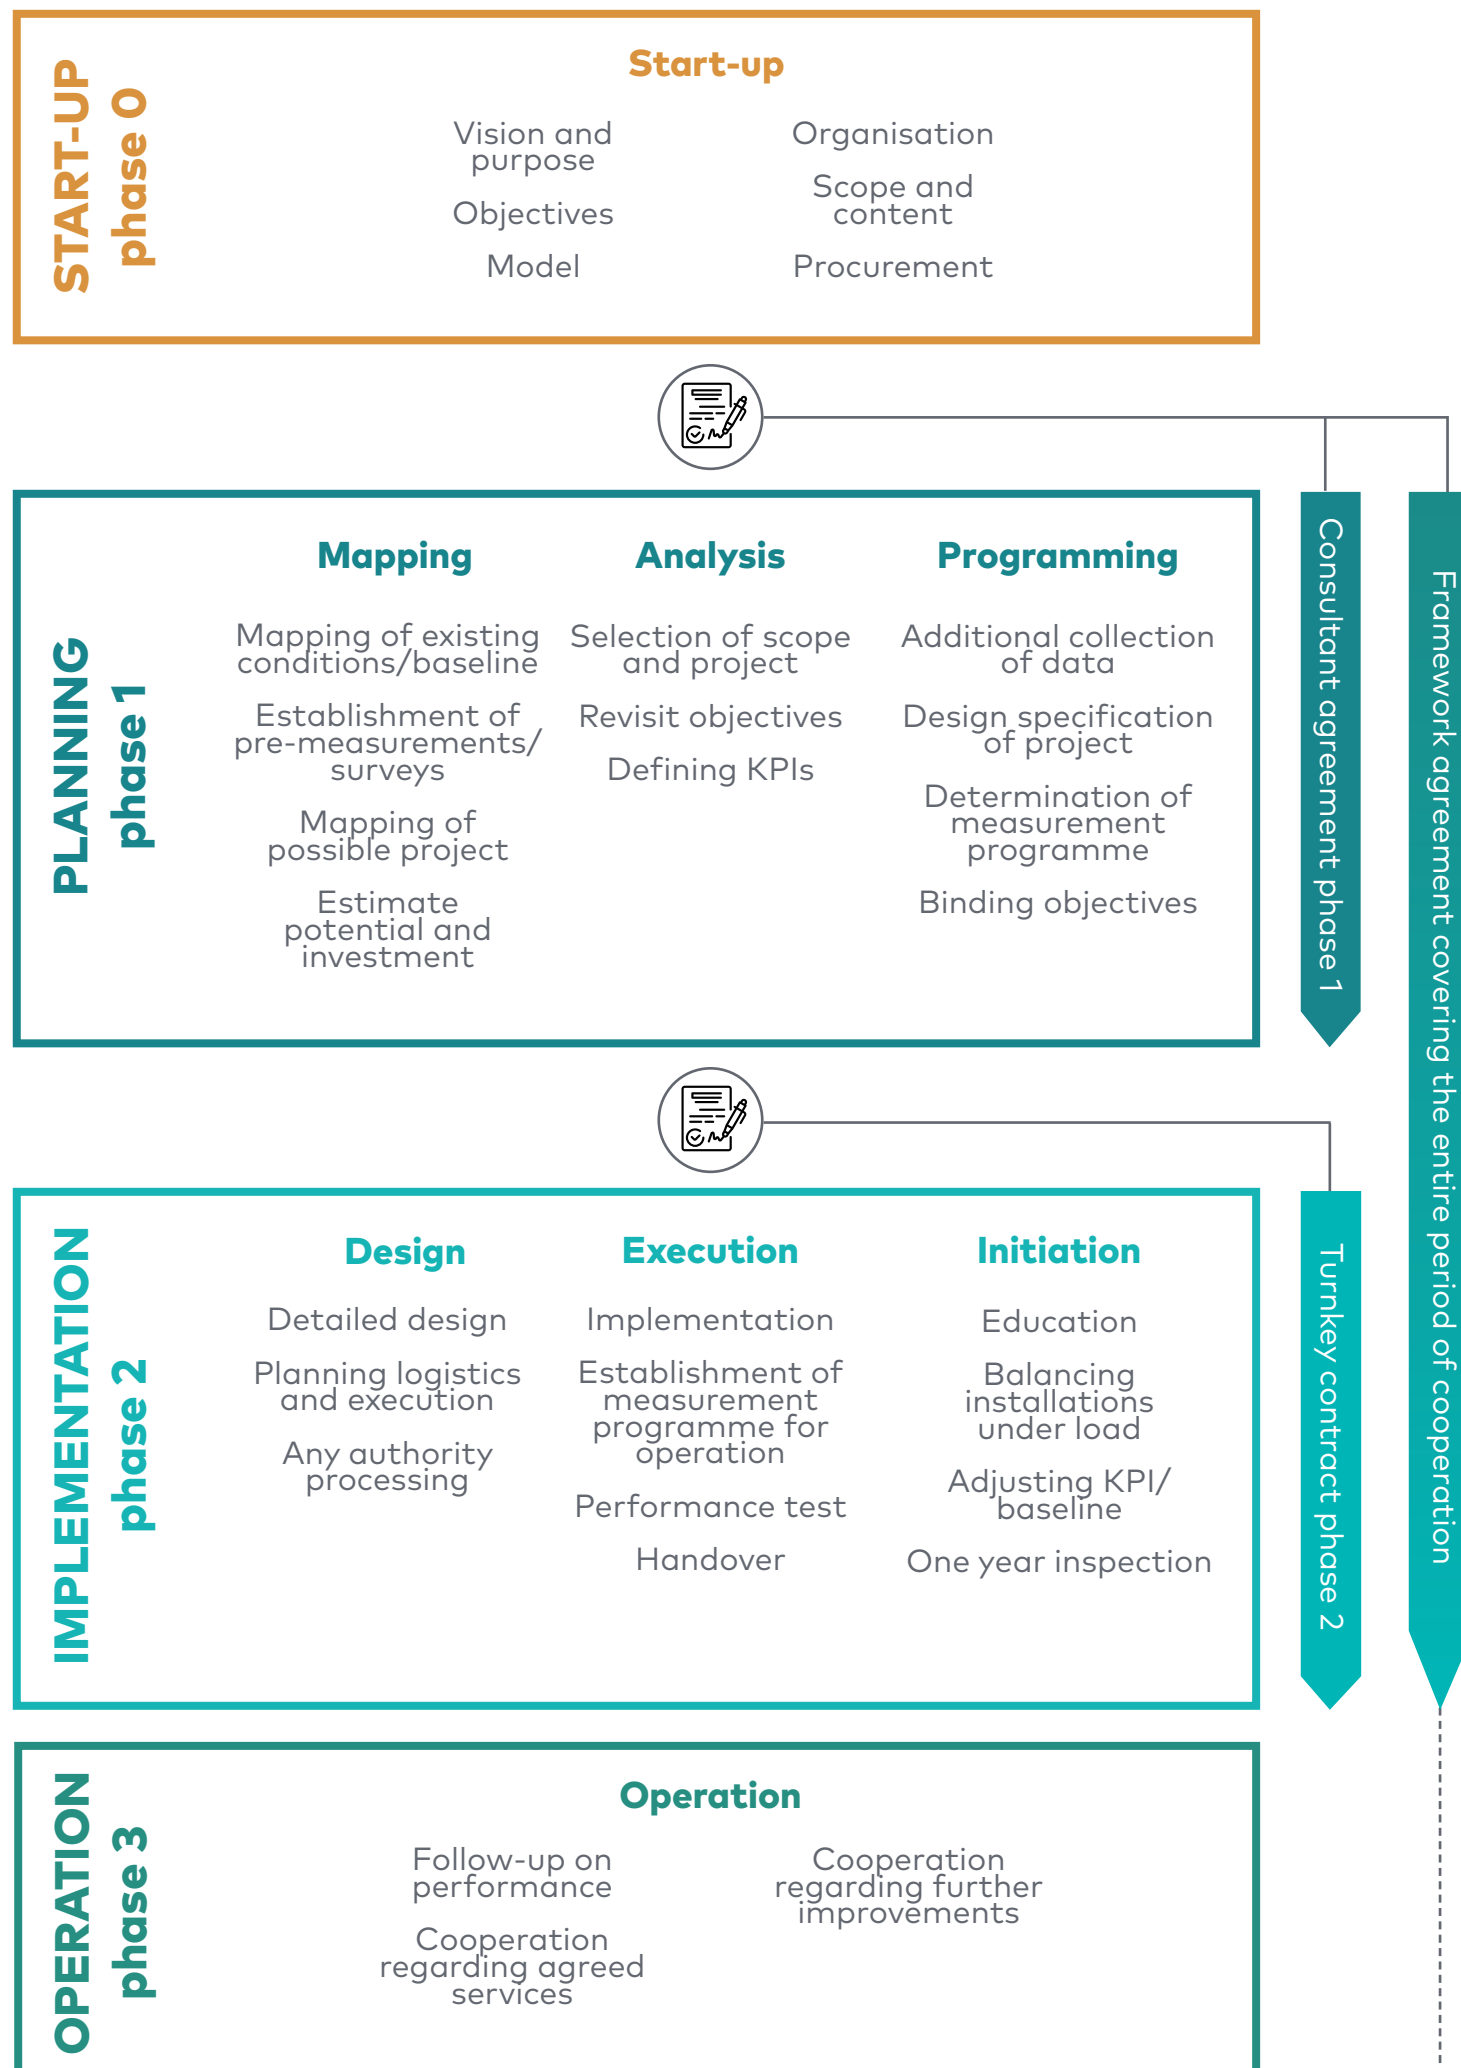 START-UP
phase 0
Start-up
Vision and
purpose
Objectives
Model
Organisation
Scope and
content
Procurement
PLANNING
phase 1
Mapping
Mapping of existing
conditions/baseline
Establishment of
pre-measurements/
surveys
Mapping of
possible project
Estimate
potential and
investment
Analysis
Selection of scope
and project
Revisit objectives
Defining KPIs
Programming
Additional collection
of data
Design specification
of project
Determination of
measurement
programme
Binding objectives
Consultant agreement phase 1
Framework agreement covering the entire period of cooperation
IMPLEMENTATION
phase 2
Design
Detailed design
Planning logistics
and execution
Any authority
processing
Execution
Implementation
Establishment of
measurement
programme for
operation
Performance test
Handover
Initiation
Education
Balancing
installations
under load
Adjusting KPI/
baseline
One year inspection
Turnkey contract phase 2
OPERATION
phase 3
Operation
Follow-up on
performance
Cooperation
regarding agreed
services
Cooperation
regarding further
improvements